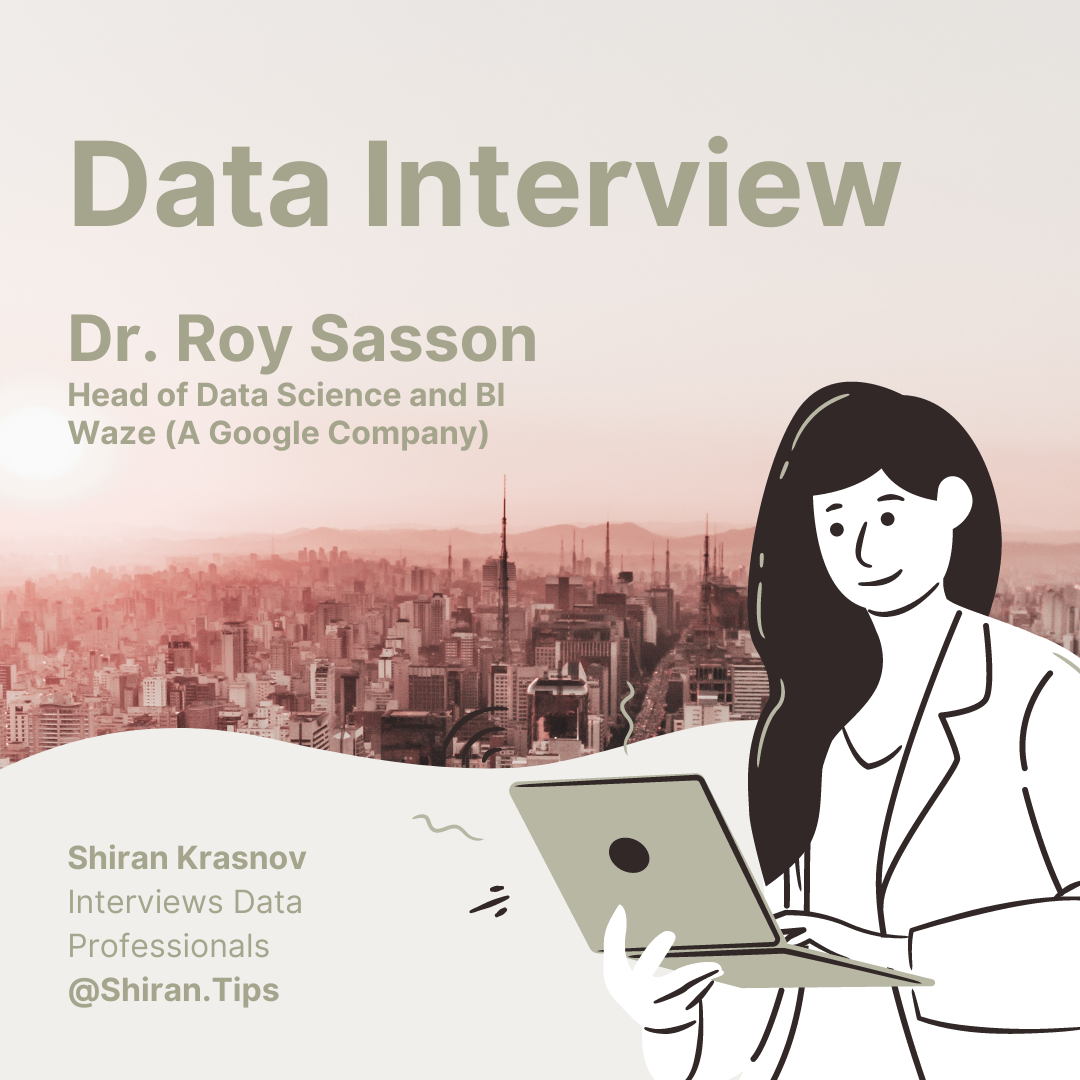 Data Interview
Dr. Roy Sasson
Head of Data Science and BI
Waze (A Google Company)
Shiran Krasnov
Interviews Data
Professionals
@Shiran.Tips